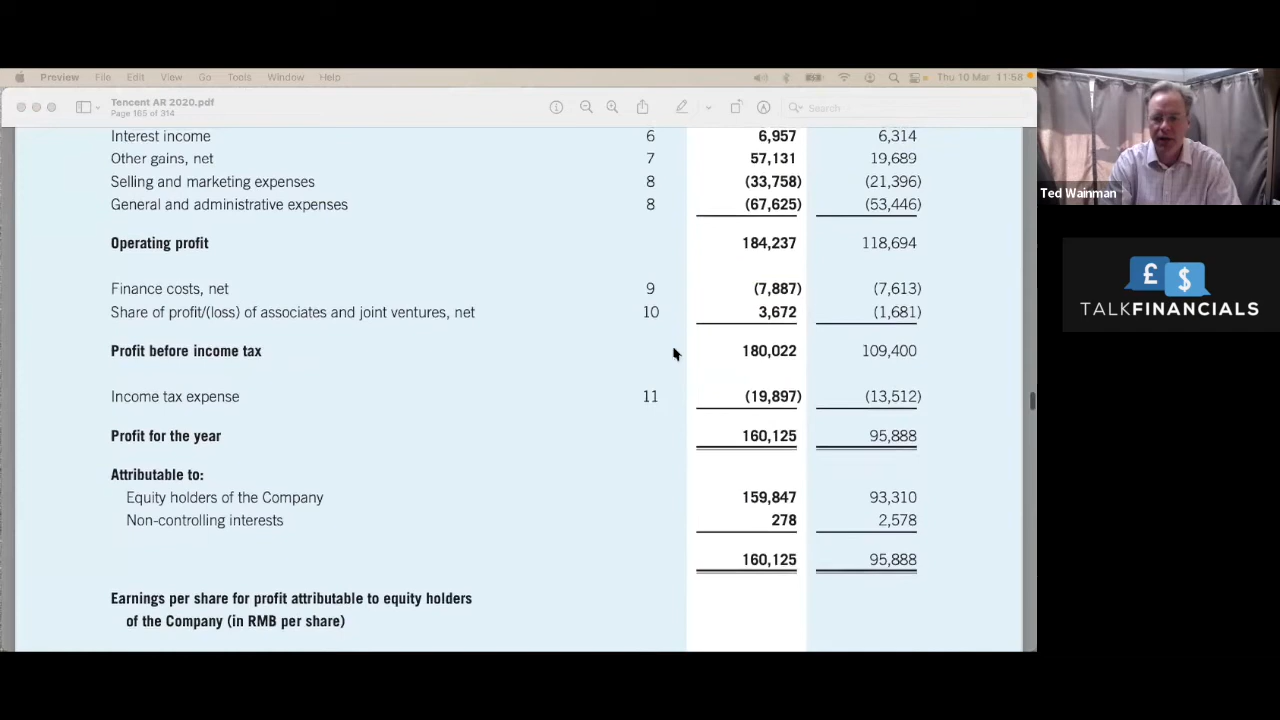 Preview File Edit View Go Tools Window Help Thu 10 Mar 11:58
Tencent AR 2020.pdf
Page 165 of 314
Search
Interest income 6 6,957 6,314
Other gains, net 7 57,131 19,689
Selling and marketing expenses 8 (33,758) (21,396)
General and administrative expenses 8 (67,625) (53,446)
Operating profit 184,237 118,694
Finance costs, net 9 (7,887) (7,613)
Share of profit/(loss) of associates and joint ventures, net 10 3,672 (1,681)
Profit before income tax 180,022 109,400
Income tax expense 11 (19,897) (13,512)
Profit for the year 160,125 95,888
Attributable to:
Equity holders of the Company 159,847 93,310
Non-controlling interests 278 2,578
160,125 95,888
Earnings per share for profit attributable to equity holders
of the Company (in RMB per share)
Ted Wainman
£ $
TALKFINANCIALS